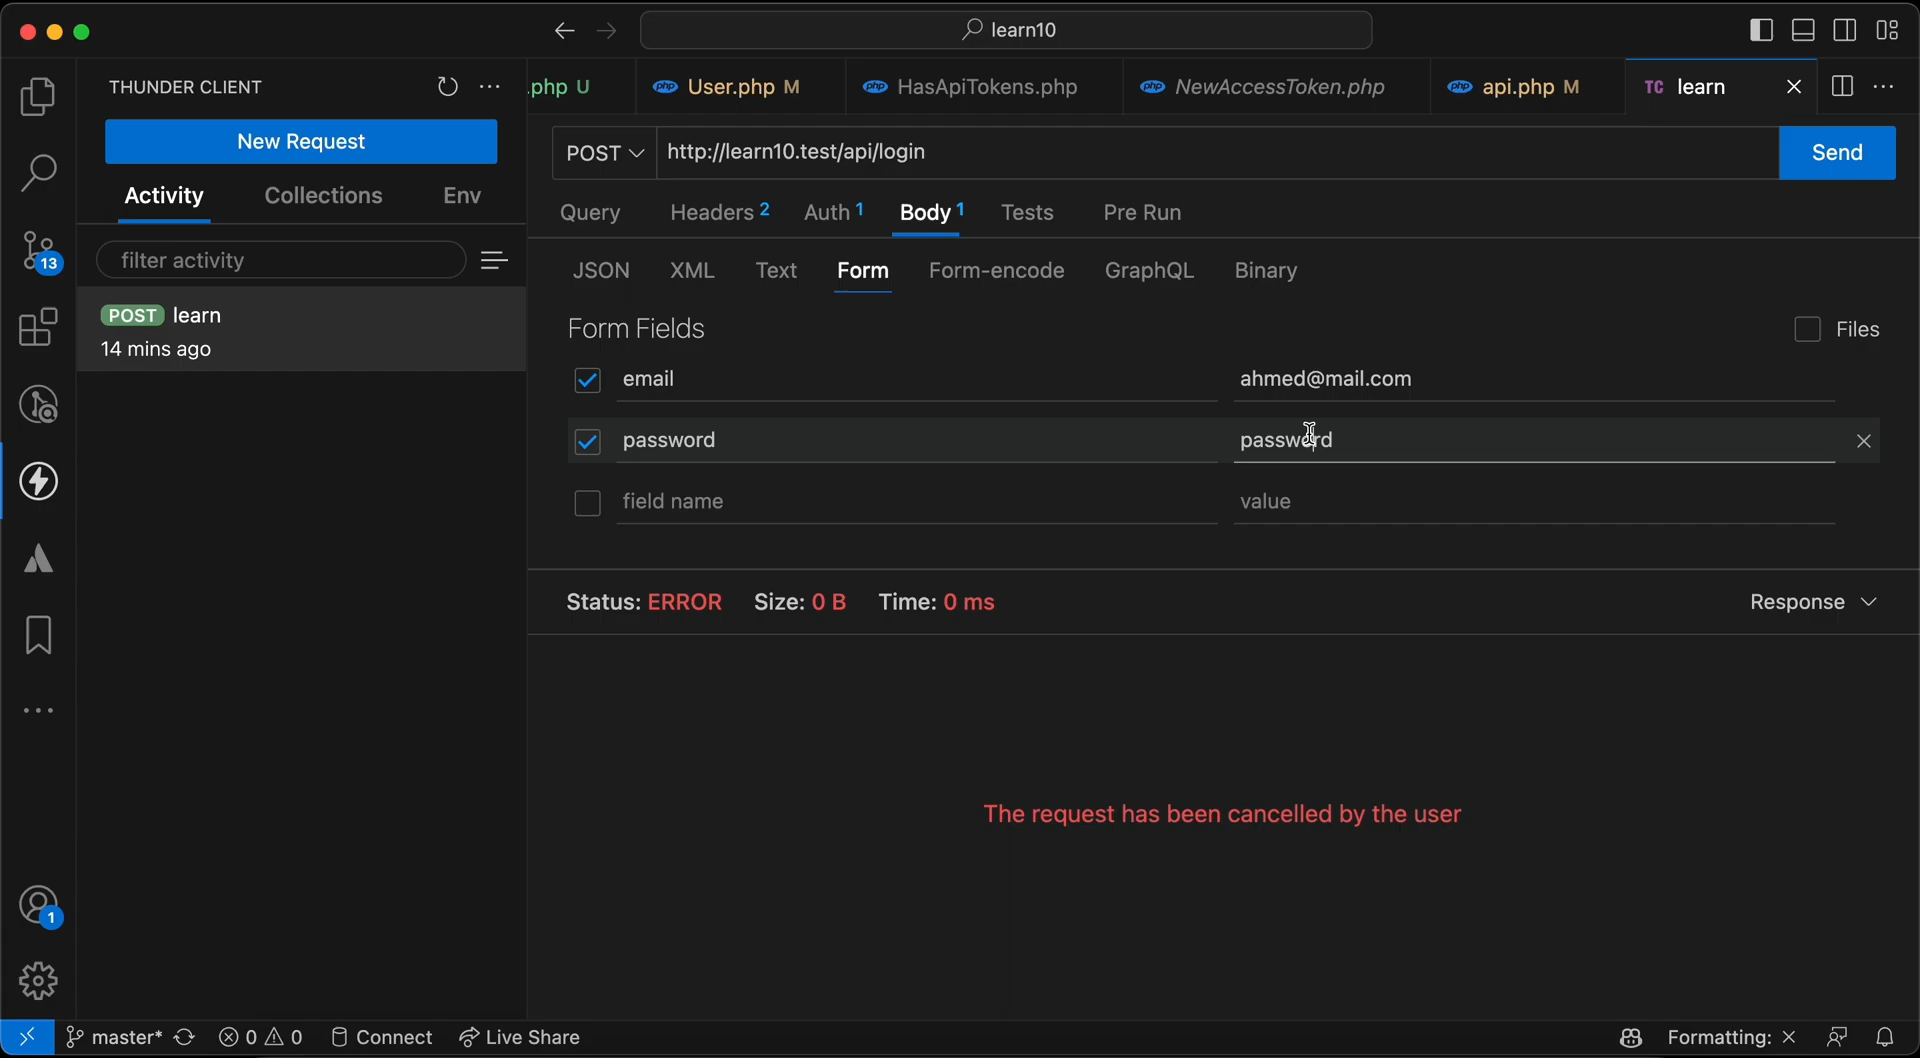 learn10
THUNDER CLIENT
New Request
Activity Collections Env
filter activity
POST learn
14 mins ago
.php U
php User.php M
php HasApiTokens.php
php NewAccessToken.php
php api.php M
TC learn
POST http://learn10.test/api/login Send
Query Headers 2 Auth 1 Body 1 Tests Pre Run
JSON XML Text Form Form-encode GraphQL Binary
Form Fields Files
email ahmed@mail.com
password password
field name value
Status: ERROR Size: 0 B Time: 0 ms Response
The request has been cancelled by the user
13
1
master* 0 0 Connect Live Share Formatting: